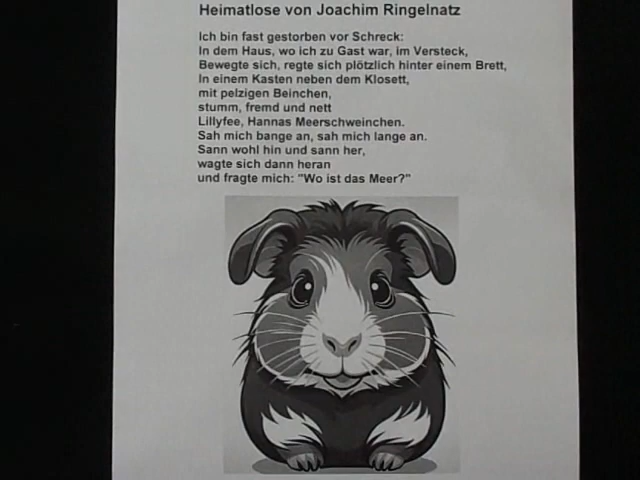 Heimatlose von Joachim Ringelnatz
Ich bin fast gestorben vor Schreck:
In dem Haus, wo ich zu Gast war, im Versteck,
Bewegte sich, regte sich plötzlich hinter einem Brett,
In einem Kasten neben dem Klosett,
mit pelzigen Beinchen,
stumm, fremd und nett
Lillyfee, Hannas Meerschweinchen.
Sah mich bange an, sah mich lange an.
Sann wohl hin und sann her,
wagte sich dann heran
und fragte mich: "Wo ist das Meer?"